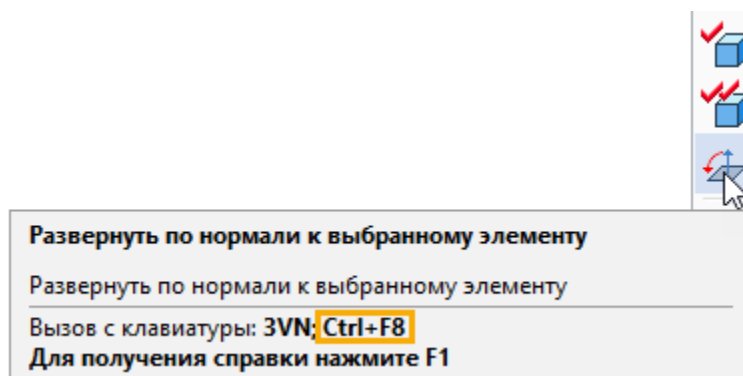 Развернуть по нормали к выбранному элементу
Развернуть по нормали к выбранному элементу
Вызов с клавиатуры: 3VN; Ctrl+F8
Для получения справки нажмите F1